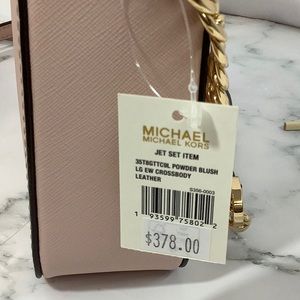 MICHAEL
MICHAEL KORS
JET SET ITEM
35T8GTTC9L POWDER BLUSH
LG EW CROSSBODY
LEATHER
S356-0003
1 93599 75802 2
$378.00